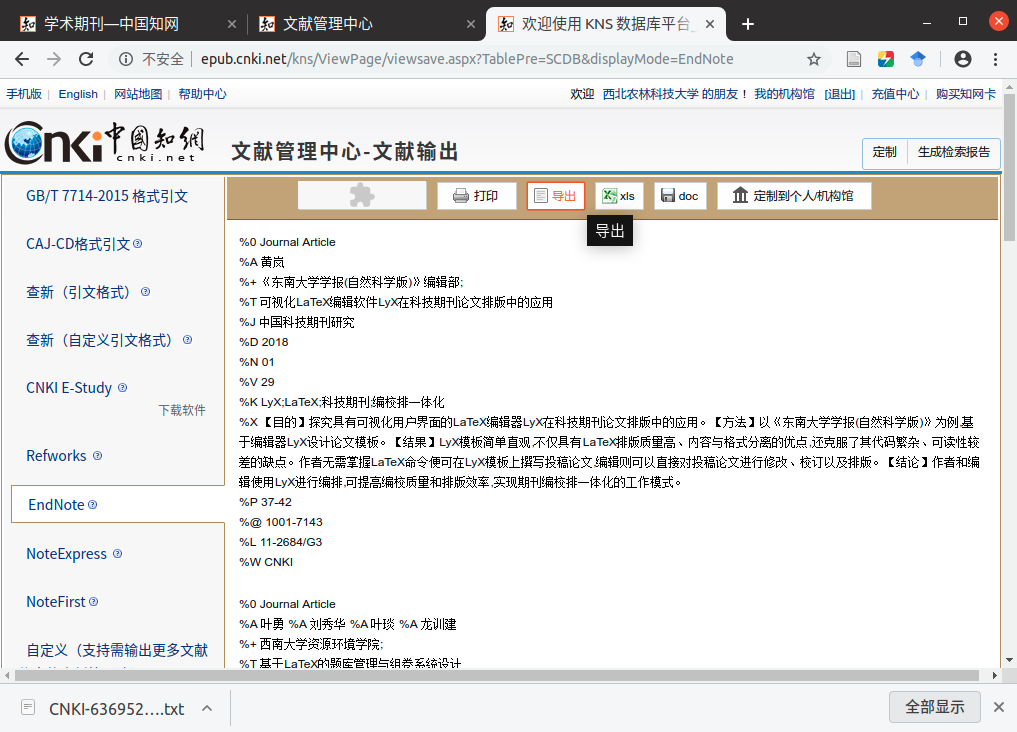 学术期刊—中国知网
文献管理中心
欢迎使用 KNS 数据库平台_
不安全
epub.cnki.net/kns/ViewPage/viewsave.aspx?TablePre=SCDB&displayMode=EndNote
手机版 | English | 网站地图 | 帮助中心
欢迎 西北农林科技大学 的朋友！ 我的机构馆 [退出] | 充值中心 | 购买知网卡
Cnki 中國知網
cnki.net
文献管理中心-文献输出
定制
生成检索报告
GB/T 7714-2015 格式引文
CAJ-CD格式引文
查新（引文格式）
查新（自定义引文格式）
CNKI E-Study
下载软件
Refworks
EndNote
NoteExpress
NoteFirst
自定义（支持需输出更多文献
打印
导出
xls
doc
定制到个人/机构馆
导出
%0 Journal Article
%A 黄岚
%+ 《东南大学学报(自然科学版)》编辑部;
%T 可视化LaTeX编辑软件LyX在科技期刊论文排版中的应用
%J 中国科技期刊研究
%D 2018
%N 01
%V 29
%K LyX;LaTeX;科技期刊;编校排一体化
%X 【目的】探究具有可视化用户界面的LaTeX编辑器LyX在科技期刊论文排版中的应用。【方法】以《东南大学学报(自然科学版)》为例,基
于编辑器LyX设计论文模板。【结果】LyX模板简单直观,不仅具有LaTeX排版质量高、内容与格式分离的优点,还克服了其代码繁杂、可读性较
差的缺点。作者无需掌握LaTeX命令便可在LyX模板上撰写投稿论文,编辑则可以直接对投稿论文进行修改、校订以及排版。【结论】作者和编
辑使用LyX进行编排,可提高编校质量和排版效率,实现期刊编校排一体化的工作模式。
%P 37-42
%@ 1001-7143
%L 11-2684/G3
%W CNKI
%0 Journal Article
%A 叶勇 %A 刘秀华 %A 叶琰 %A 龙训建
%+ 西南大学资源环境学院;
%T 基于LaTeX的题库管理与组卷系统设计
CNKI-636952....txt
全部显示